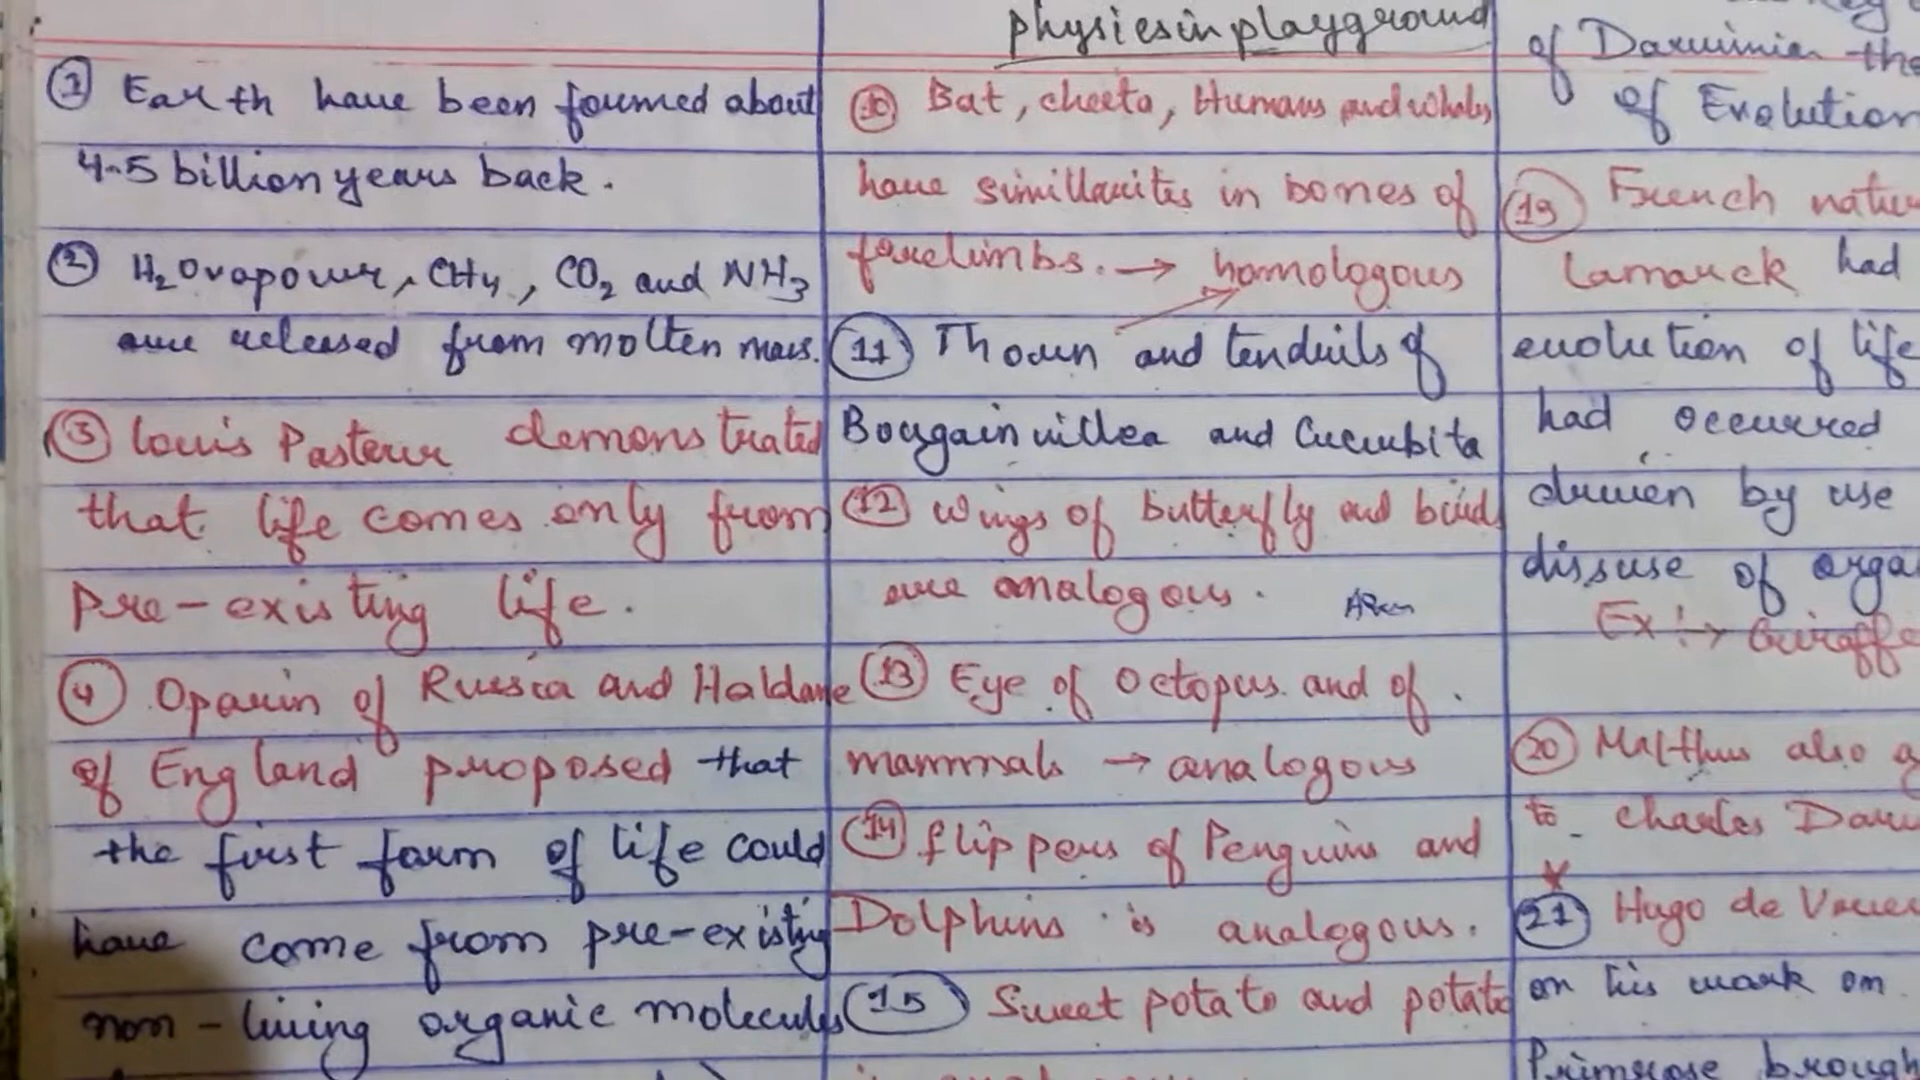 physicsinplayground
① Earth have been formed about
4.5 billion years back.
② H₂O vapour, CH₄, CO₂ and NH₃
are released from molten mass.
③ Louis Pasteur demonstrated
that life comes only from
pre-existing life.
④ Oparin of Russia and Haldane
of England proposed that
the first form of life could
have come from pre-existing
non-living organic molecules
⑩ Bat, cheeta, Humans and whales
have simillarites in bones of
forelimbs. → homologous
⑪ Thorn and tendrils of
Bougainvillea and Cucurbita
⑫ Wings of butterfly and bird
are analogous.
⑬ Eye of Octopus and of
mammals → analogous
⑭ flippers of Penguins and
Dolphins is analogous.
⑮ Sweet potato and potato
of Darwinian
of Evolution
⑲ French
Lamarck had
evolution of life
had occurred
driven by use
disuse of
Ex :→ Giraffe
⑳ Malthus also
to charles
*
㉑ Hugo de
on his work on
Primrose